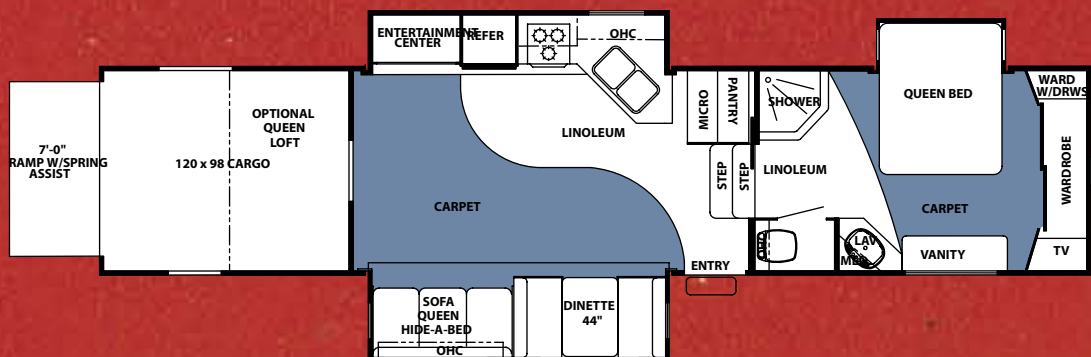 ENTERTAINMENT
CENTER
REFER
OHC
7'-0"
RAMP W/SPRING
ASSIST
OPTIONAL
QUEEN
LOFT
120 x 98 CARGO
LINOLEUM
CARPET
MICRO
PANTRY
STEP
STEP
SHOWER
LINOLEUM
QUEEN BED
WARD
W/DRWS
WARDROBE
CARPET
TV
VANITY
LAV
MED
OHC
ENTRY
SOFA
QUEEN
HIDE-A-BED
OHC
DINETTE
44"